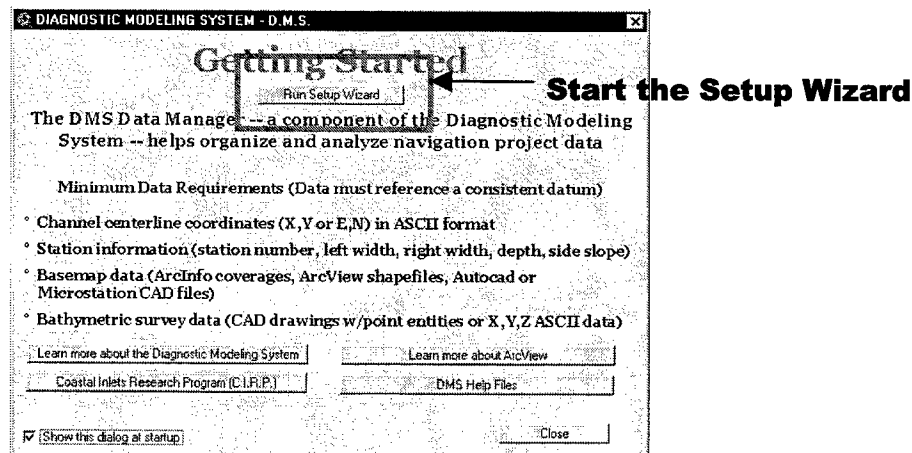 DIAGNOSTIC MODELING SYSTEM - D.M.S.
Getting Started
Run Setup Wizard
Start the Setup Wizard
The DMS Data Manager -- a component of the Diagnostic Modeling
System -- helps organize and analyze navigation project data
Minimum Data Requirements (Data must reference a consistent datum)
° Channel centerline coordinates (X,Y or E,N) in ASCII format
° Station information (station number, left width, right width, depth, side slope)
° Basemap data (ArcInfo coverages, ArcView shapefiles, Autocad or
Microstation CAD files)
° Bathymetric survey data (CAD drawings w/point entities or X,Y,Z ASCII data)
Learn more about the Diagnostic Modeling System
Learn more about ArcView
Coastal Inlets Research Program (C.I.R.P.)
DMS Help Files
Show this dialog at startup
Close